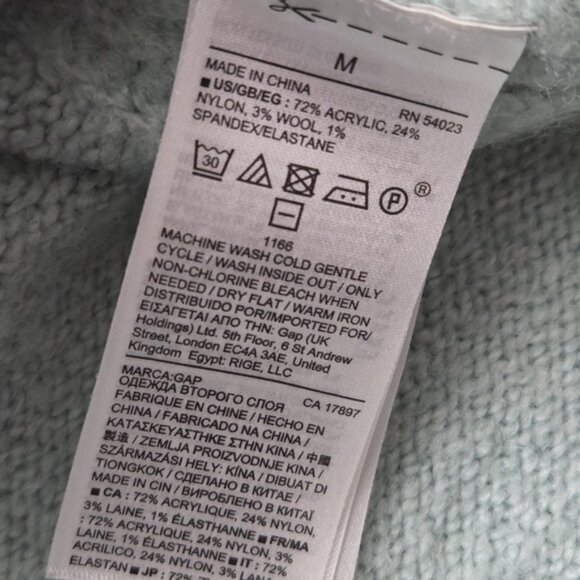 M
MADE IN CHINA RN 54023
■ US/GB/EG : 72% ACRYLIC, 24%
NYLON, 3% WOOL, 1%
SPANDEX/ELASTANE
30 P ®
1166
MACHINE WASH COLD GENTLE
CYCLE / WASH INSIDE OUT / ONLY
NON-CHLORINE BLEACH WHEN
NEEDED / DRY FLAT / WARM IRON
DISTRIBUIDO FOR/IMPORTED FOR/
ΕΙΣΑΓΕΤΑΙ ΑΠΟ ΤΗΝ: Gap (UK
Holdings) Ltd. 5th Floor, 6 St Andrew
Street, London EC4A 3AE, United
Kingdom Egypt: RIGE, LLC
MARCA:GAP CA 17897
ОДЕЖДА ВТОРОГО СЛОЯ
FABRIQUE EN CHINE / HECHO EN
CHINA / FABRICADO NA CHINA /
ΚΑΤΑΣΚΕΥΑΣΤΗΚΕ ΣΤΗΝ ΚΙΝΑ / 中國
製造 / ZEMLJA PROIZVODNJE KINA /
SZÁRMAZÁSI HELY: KÍNA / DIBUAT DI
TIONGKOK / СДЕЛАНО В КИТАЕ /
MADE IN CIN / ВИРОБЛЕНО В КИТАЇ
■ CA : 72% ACRYLIQUE, 24% NYLON,
3% LAINE, 1% ÉLASTHANNE ■ FR/MA
: 72% ACRYLIQUE, 24% NYLON, 3%
LAINE, 1% ÉLASTHANNE ■ IT : 72%
ACRILICO, 24% NYLON, 3% LANA, 1%
ELASTAN ■ JP : 72%